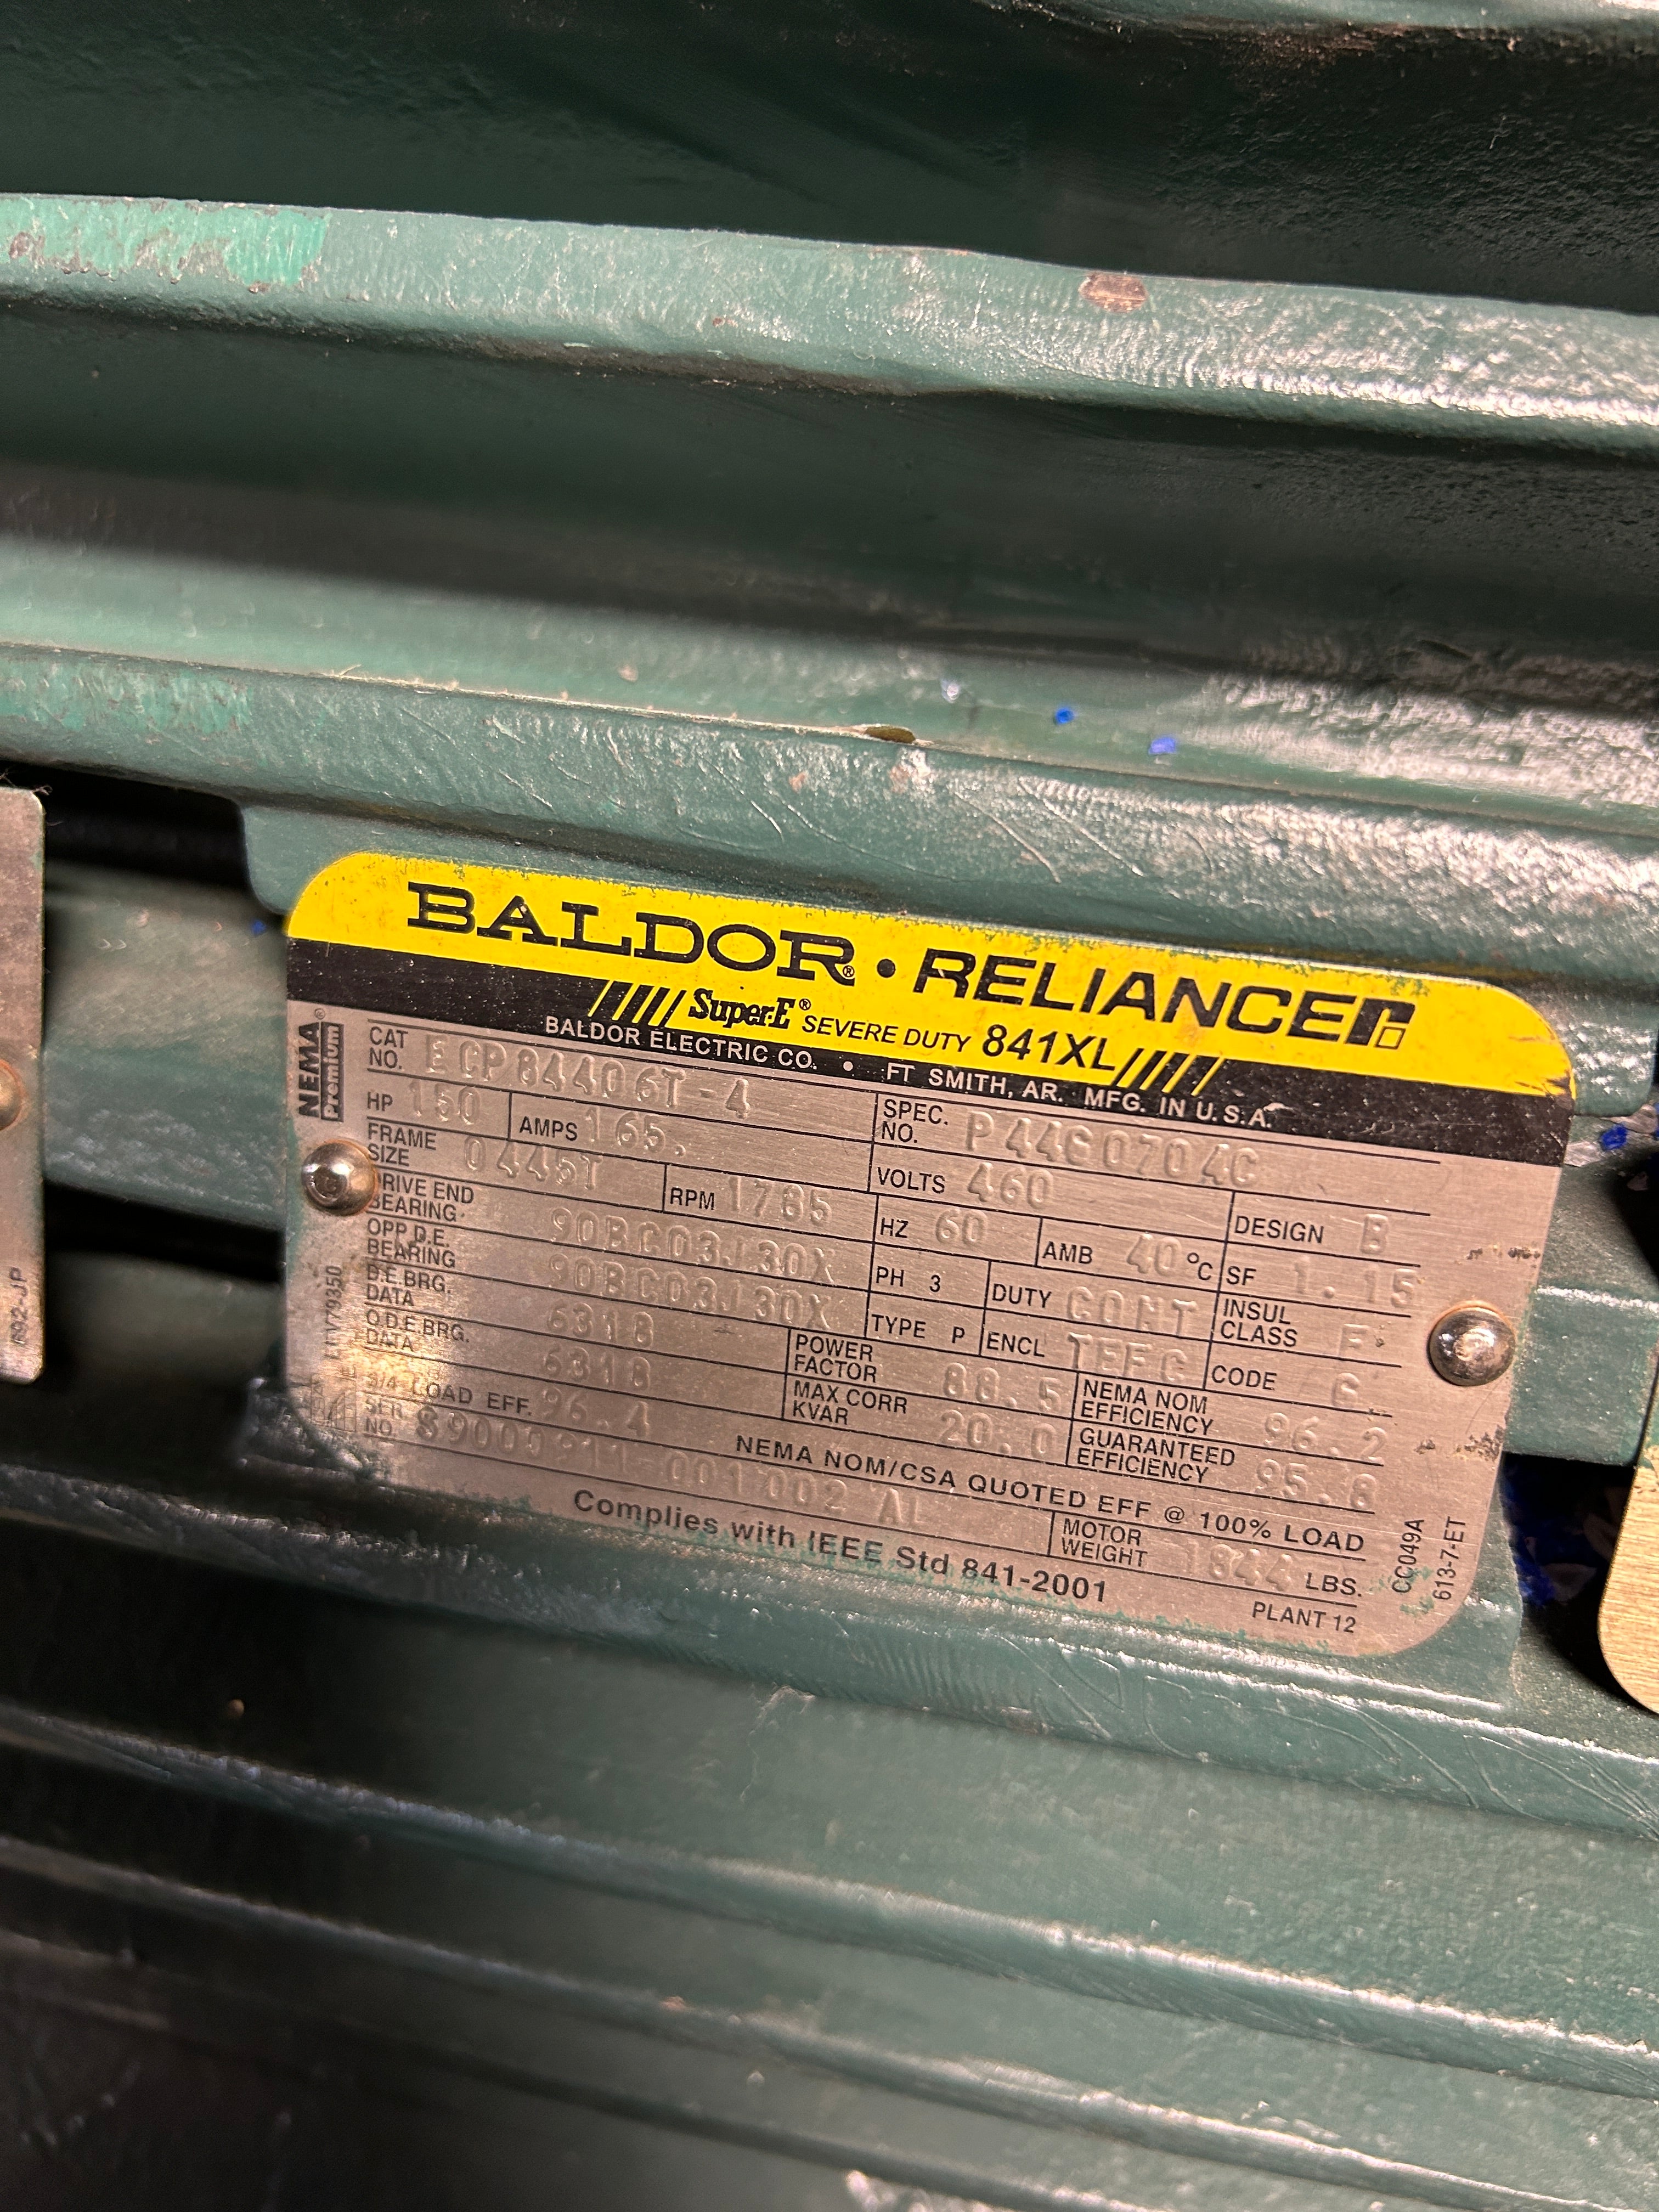 BALDOR® • RELIANCER
Super-E® SEVERE DUTY 841XL
BALDOR ELECTRIC CO. • FT SMITH, AR. MFG. IN U.S.A.
NEMA® Premium
CAT NO. ECP84406T-4 SPEC. NO. P44G0704C
HP 150 AMPS 165. VOLTS 460 DESIGN B
FRAME SIZE 0445T RPM 1785 HZ 60 AMB 40°C SF 1.15
DRIVE END BEARING 90BC03J30X PH 3 DUTY CONT INSUL CLASS F
OPP D.E. BEARING 90BC03J30X TYPE P ENCL TEFC CODE G
D.E. BRG. DATA 6318 POWER FACTOR 88.5 NEMA NOM EFFICIENCY 96.2
O.D.E BRG. DATA 6318 MAX CORR KVAR 20.0 GUARANTEED EFFICIENCY 95.8
3/4 LOAD EFF. 96.4 NEMA NOM/CSA QUOTED EFF @ 100% LOAD
SER NO. MOTOR WEIGHT 1844 LBS.
Complies with IEEE Std 841-2001 PLANT 12
CC049A
613-7-ET